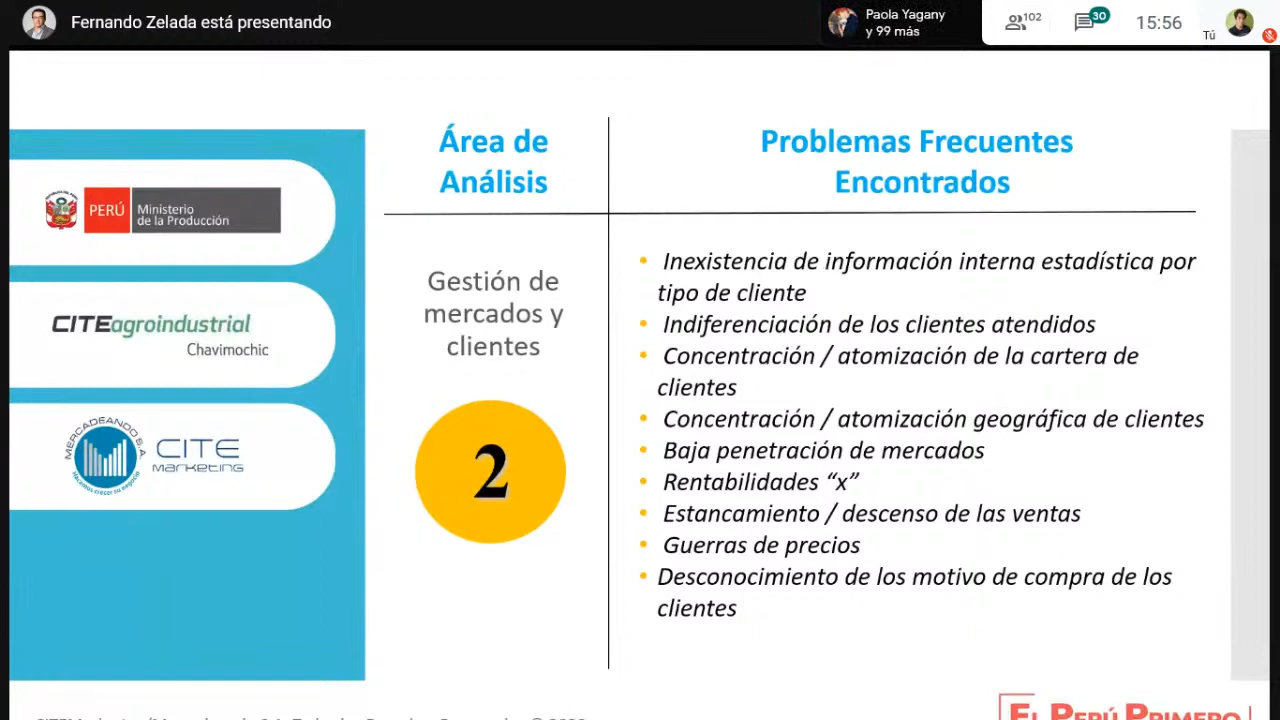 Fernando Zelada está presentando
Paola Yagany
y 99 más
102
30
15:56
Tú
Área de
Análisis
Problemas Frecuentes
Encontrados
PERÚ
Ministerio
de la Producción
CITEagroindustrial
Chavimochic
MERCADEANDO S.A.
CITE
marketing
Gestión de
mercados y
clientes
2
• Inexistencia de información interna estadística por
tipo de cliente
• Indiferenciación de los clientes atendidos
• Concentración / atomización de la cartera de
clientes
• Concentración / atomización geográfica de clientes
• Baja penetración de mercados
• Rentabilidades “x”
• Estancamiento / descenso de las ventas
• Guerras de precios
• Desconocimiento de los motivo de compra de los
clientes
EL PERÚ PRIMERO